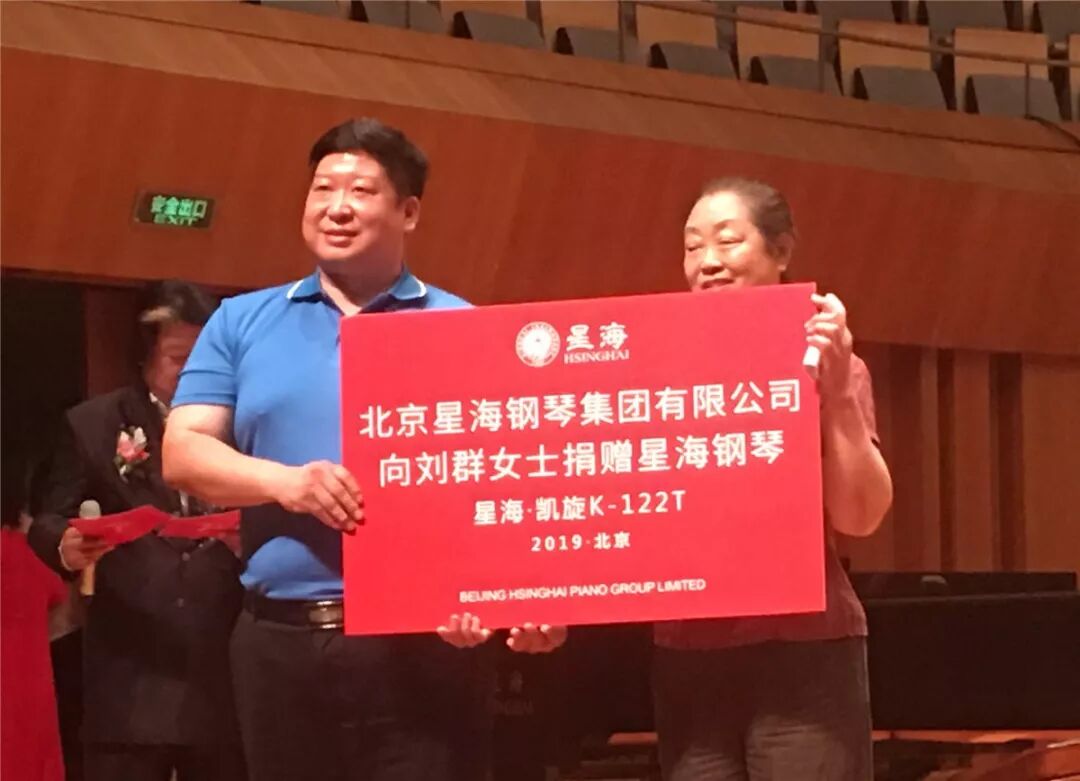 安全出口
EXIT
星海
HSINGHAI
北京星海钢琴集团有限公司
向刘群女士捐赠星海钢琴
星海·凯旋K-122T
2019·北京
BEIJING HSINGHAI PIANO GROUP LIMITED